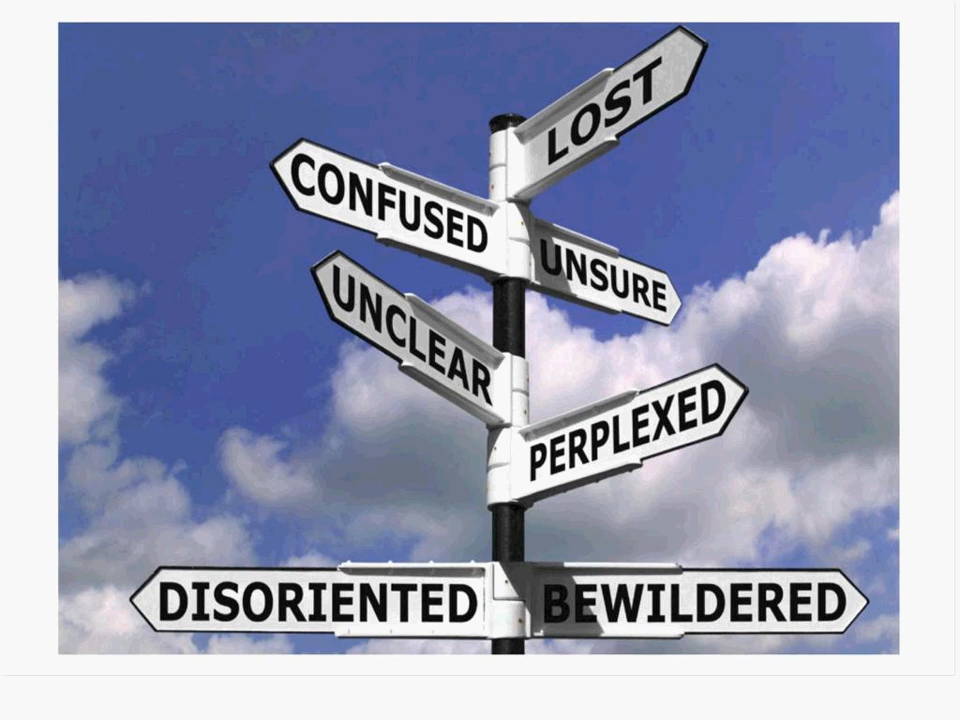 LOST
CONFUSED
UNSURE
UNCLEAR
PERPLEXED
DISORIENTED
BEWILDERED